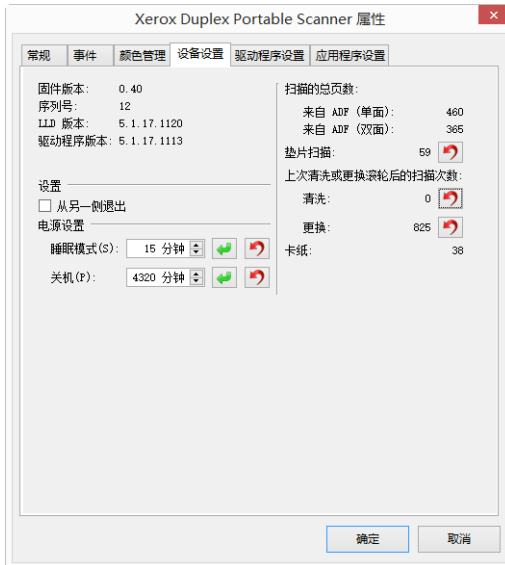 Xerox Duplex Portable Scanner 属性
常规 事件 颜色管理 设备设置 驱动程序设置 应用程序设置
固件版本: 0.40
序列号: 12
LLD 版本: 5.1.17.1120
驱动程序版本: 5.1.17.1113
设置
从另一侧退出
电源设置
睡眠模式(S): 15 分钟
关机(P): 4320 分钟
扫描的总页数:
来自 ADF (单面): 460
来自 ADF (双面): 365
垫片扫描: 59
上次清洗或更换滚轮后的扫描次数:
清洗: 0
更换: 825
卡纸: 38
确定 取消